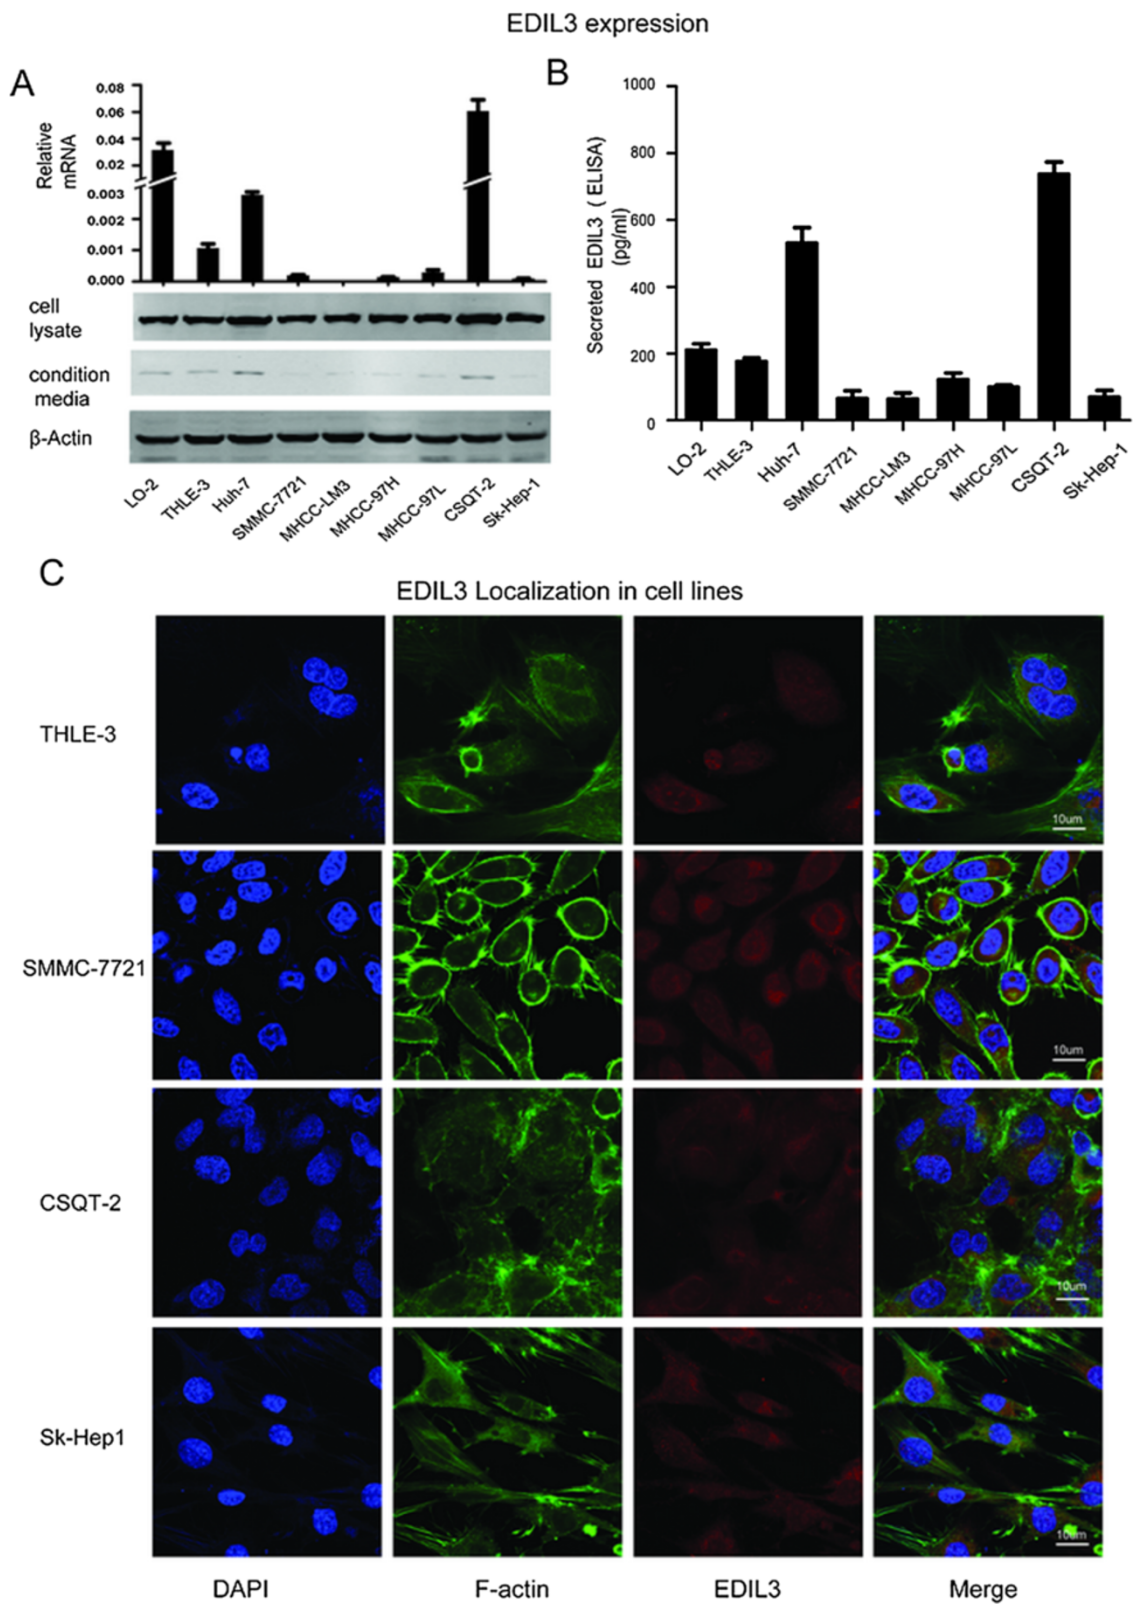 EDIL3 expression
A
0.08
0.06
0.04
0.02
0.003
0.002
0.001
0.000
Relative
mRNA
cell
lysate
condition
media
β-Actin
LO-2
THLE-3
Huh-7
SMMC-7721
MHCC-LM3
MHCC-97H
MHCC-97L
CSQT-2
Sk-Hep-1
B
1000
800
600
400
200
0
Secreted EDIL3 ( ELISA)
(pg/ml)
LO-2
THLE-3
Huh-7
SMMC-7721
MHCC-LM3
MHCC-97H
MHCC-97L
CSQT-2
Sk-Hep-1
C
EDIL3 Localization in cell lines
THLE-3
10um
SMMC-7721
10um
CSQT-2
10um
Sk-Hep1
10um
DAPI
F-actin
EDIL3
Merge